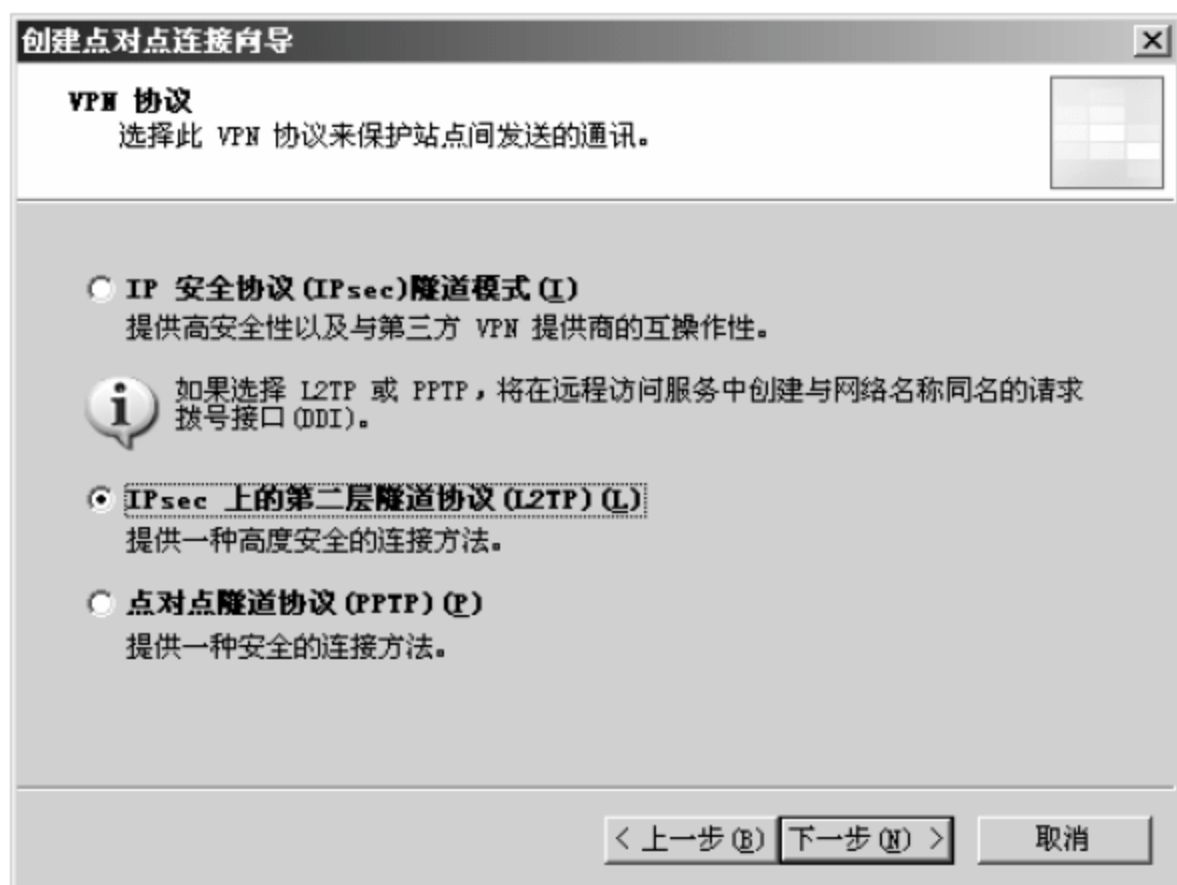 创建点对点连接向导
VPN 协议
选择此 VPN 协议来保护站点间发送的通讯。
IP 安全协议(IPsec)隧道模式(I)
提供高安全性以及与第三方 VPN 提供商的互操作性。
如果选择 L2TP 或 PPTP，将在远程访问服务中创建与网络名称同名的请求
拨号接口(DDI)。
IPsec 上的第二层隧道协议(L2TP)(L)
提供一种高度安全的连接方法。
点对点隧道协议(PPTP)(P)
提供一种安全的连接方法。
< 上一步(B) 下一步(N) > 取消